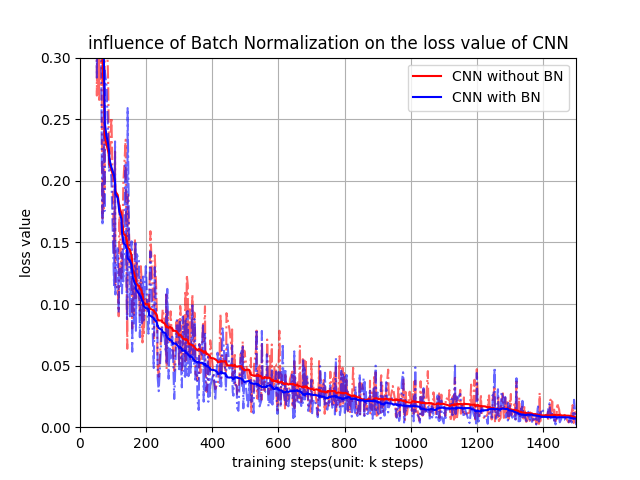 influence of Batch Normalization on the loss value of CNN
CNN without BN
CNN with BN
loss value
0.30
0.25
0.20
0.15
0.10
0.05
0.00
0 200 400 600 800 1000 1200 1400
training steps(unit: k steps)